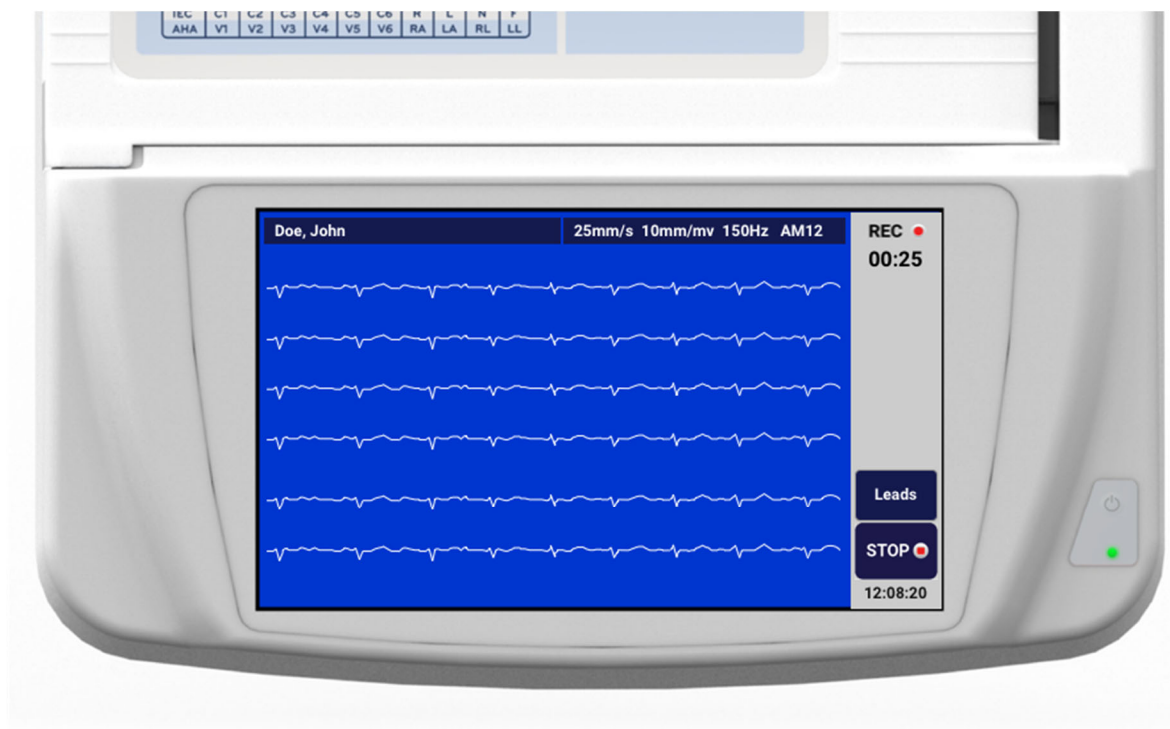 IEC C1 C2 C3 C4 C5 C6 R L N F
AHA V1 V2 V3 V4 V5 V6 RA LA RL LL
Doe, John
25mm/s 10mm/mv 150Hz AM12
REC
00:25
Leads
STOP
12:08:20